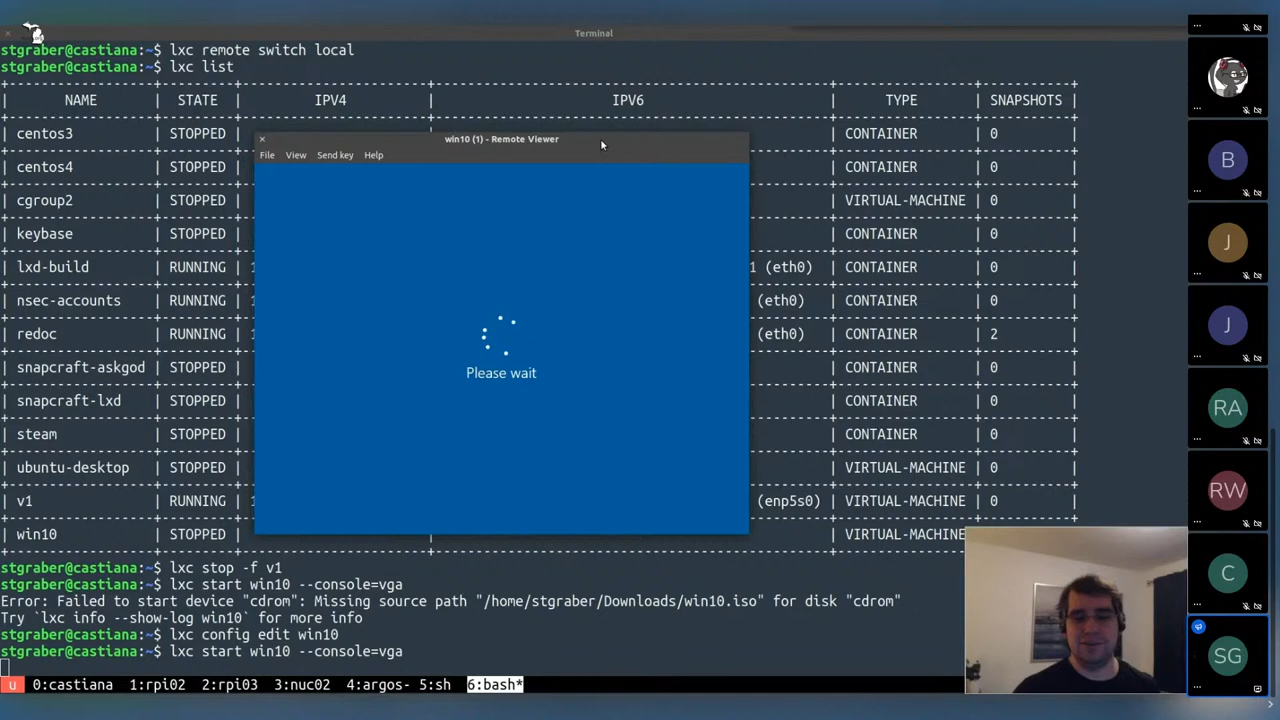 Terminal
stgraber@castiana:~$ lxc remote switch local
stgraber@castiana:~$ lxc list
| NAME | STATE | IPV4 | IPV6 | TYPE | SNAPSHOTS |
| centos3 | STOPPED | CONTAINER | 0 |
| centos4 | STOPPED | CONTAINER | 0 |
| cgroup2 | STOPPED | VIRTUAL-MACHINE | 0 |
| keybase | STOPPED | CONTAINER | 0 |
| lxd-build | RUNNING | 1 (eth0) | CONTAINER | 0 |
| nsec-accounts | RUNNING | (eth0) | CONTAINER | 0 |
| redoc | RUNNING | (eth0) | CONTAINER | 2 |
| snapcraft-askgod | STOPPED | CONTAINER | 0 |
| snapcraft-lxd | STOPPED | CONTAINER | 0 |
| steam | STOPPED | CONTAINER | 0 |
| ubuntu-desktop | STOPPED | VIRTUAL-MACHINE | 0 |
| v1 | RUNNING | (enp5s0) | VIRTUAL-MACHINE | 0 |
| win10 | STOPPED | VIRTUAL-MACHINE | 0 |
win10 (1) - Remote Viewer
File View Send key Help
Please wait
stgraber@castiana:~$ lxc stop -f v1
stgraber@castiana:~$ lxc start win10 --console=vga
Error: Failed to start device "cdrom": Missing source path "/home/stgraber/Downloads/win10.iso" for disk "cdrom"
Try `lxc info --show-log win10` for more info
stgraber@castiana:~$ lxc config edit win10
stgraber@castiana:~$ lxc start win10 --console=vga
u 0:castiana 1:rpi02 2:rpi03 3:nuc02 4:argos- 5:sh 6:bash*
B
J
J
RA
RW
C
SG